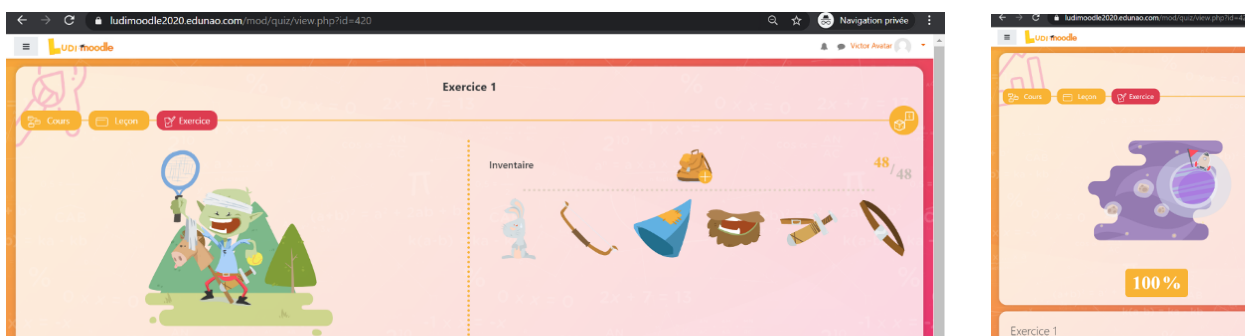 ludimoodle2020.edunao.com/mod/quiz/view.php?id=420
Navigation privée
LUDI moodle
Victor Avatar
Exercice 1
Cours
Leçon
Exercice
Inventaire
48/48
ludimoodle2020.edunao.com/mod/quiz/view.php?id=42
LUDI moodle
Cours
Leçon
Exercice
100 %
Exercice 1